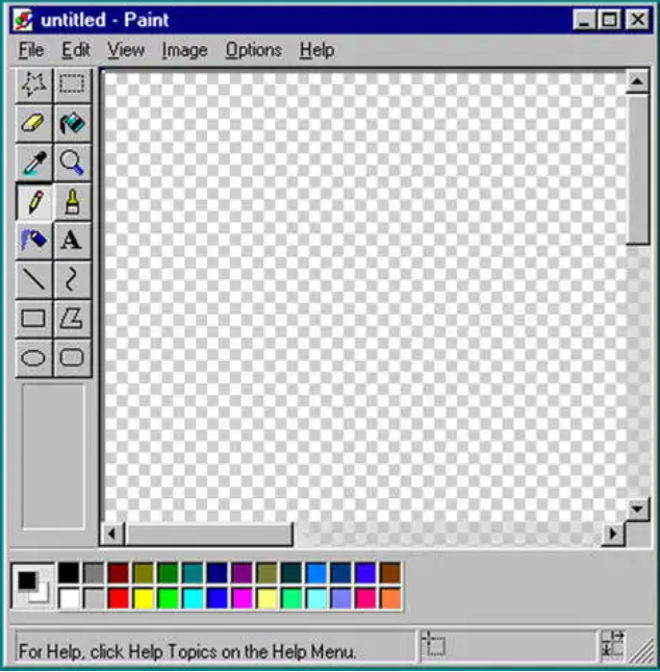 untitled - Paint
File Edit View Image Options Help
A
For Help, click Help Topics on the Help Menu.